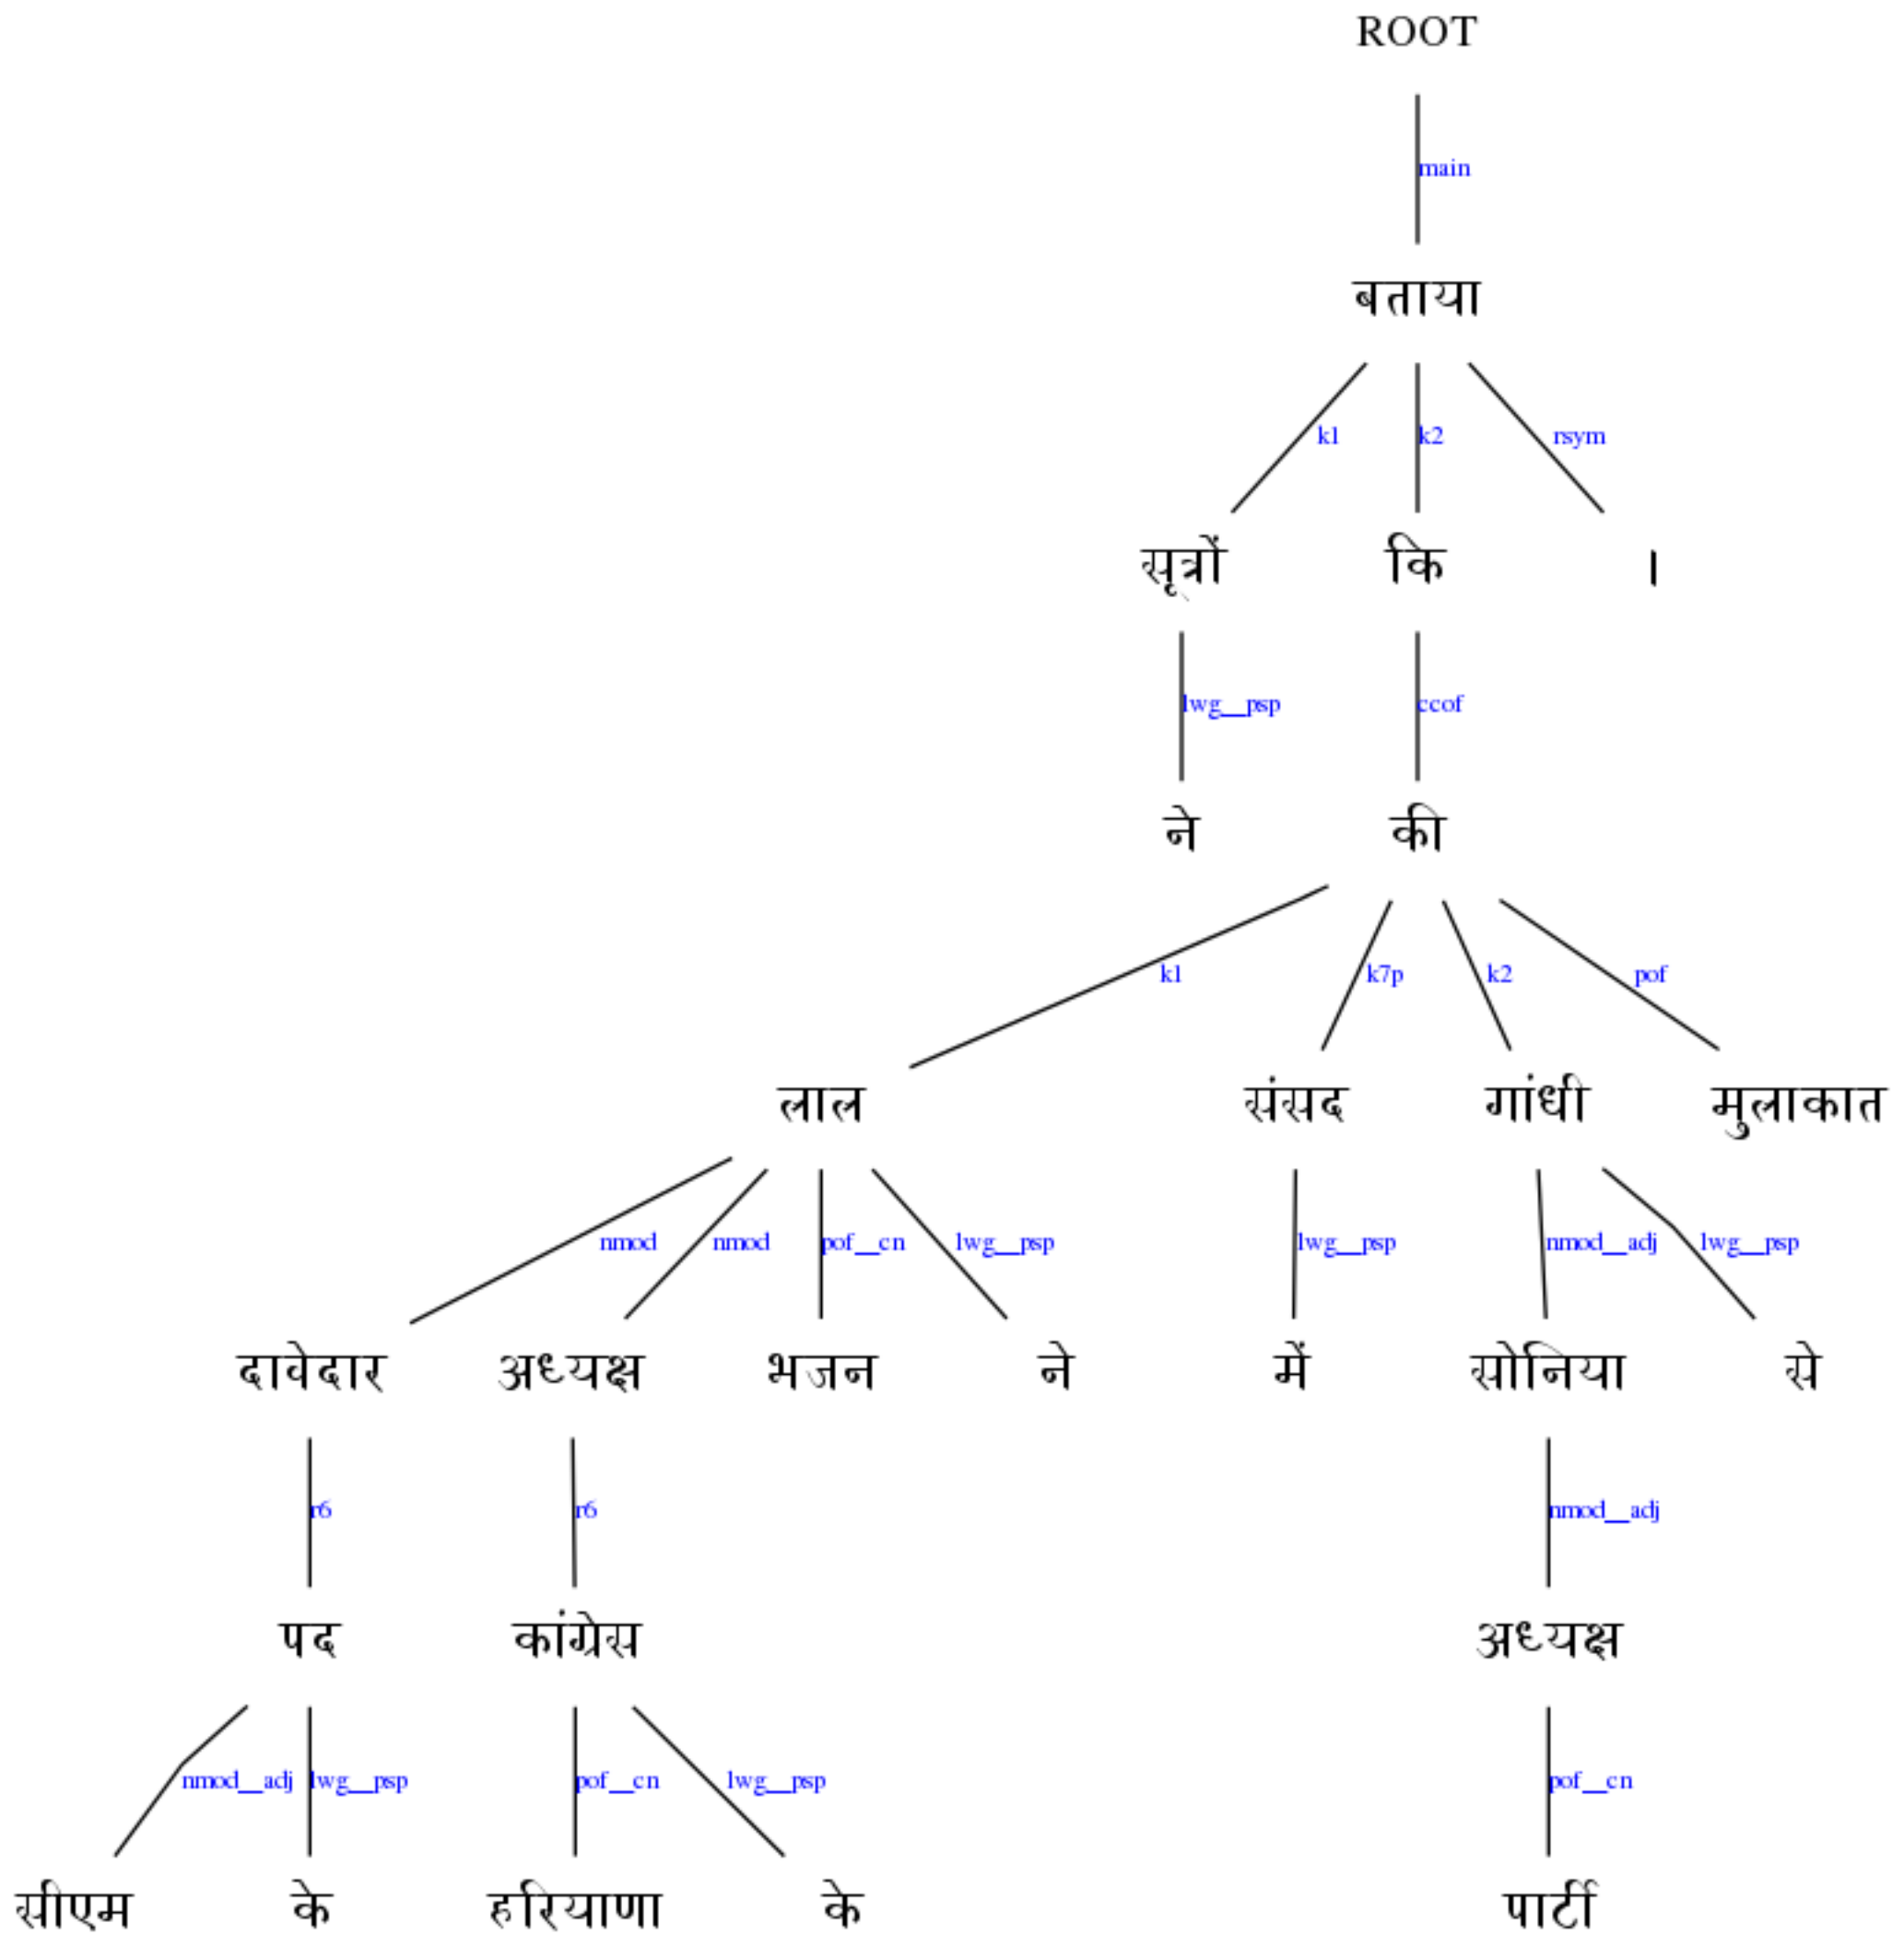 ROOT
main
बताया
k1 k2 rsym
सूत्रों कि ।
lwg__psp ccof
ने की
k1 k7p k2 pof
लाल संसद गांधी मुलाकात
nmod nmod pof__cn lwg__psp lwg__psp nmod__adj lwg__psp
दावेदार अध्यक्ष भजन ने में सोनिया से
r6 r6 nmod__adj
पद कांग्रेस अध्यक्ष
nmod__adj lwg__psp pof__cn lwg__psp pof__cn
सीएम के हरियाणा के पार्टी